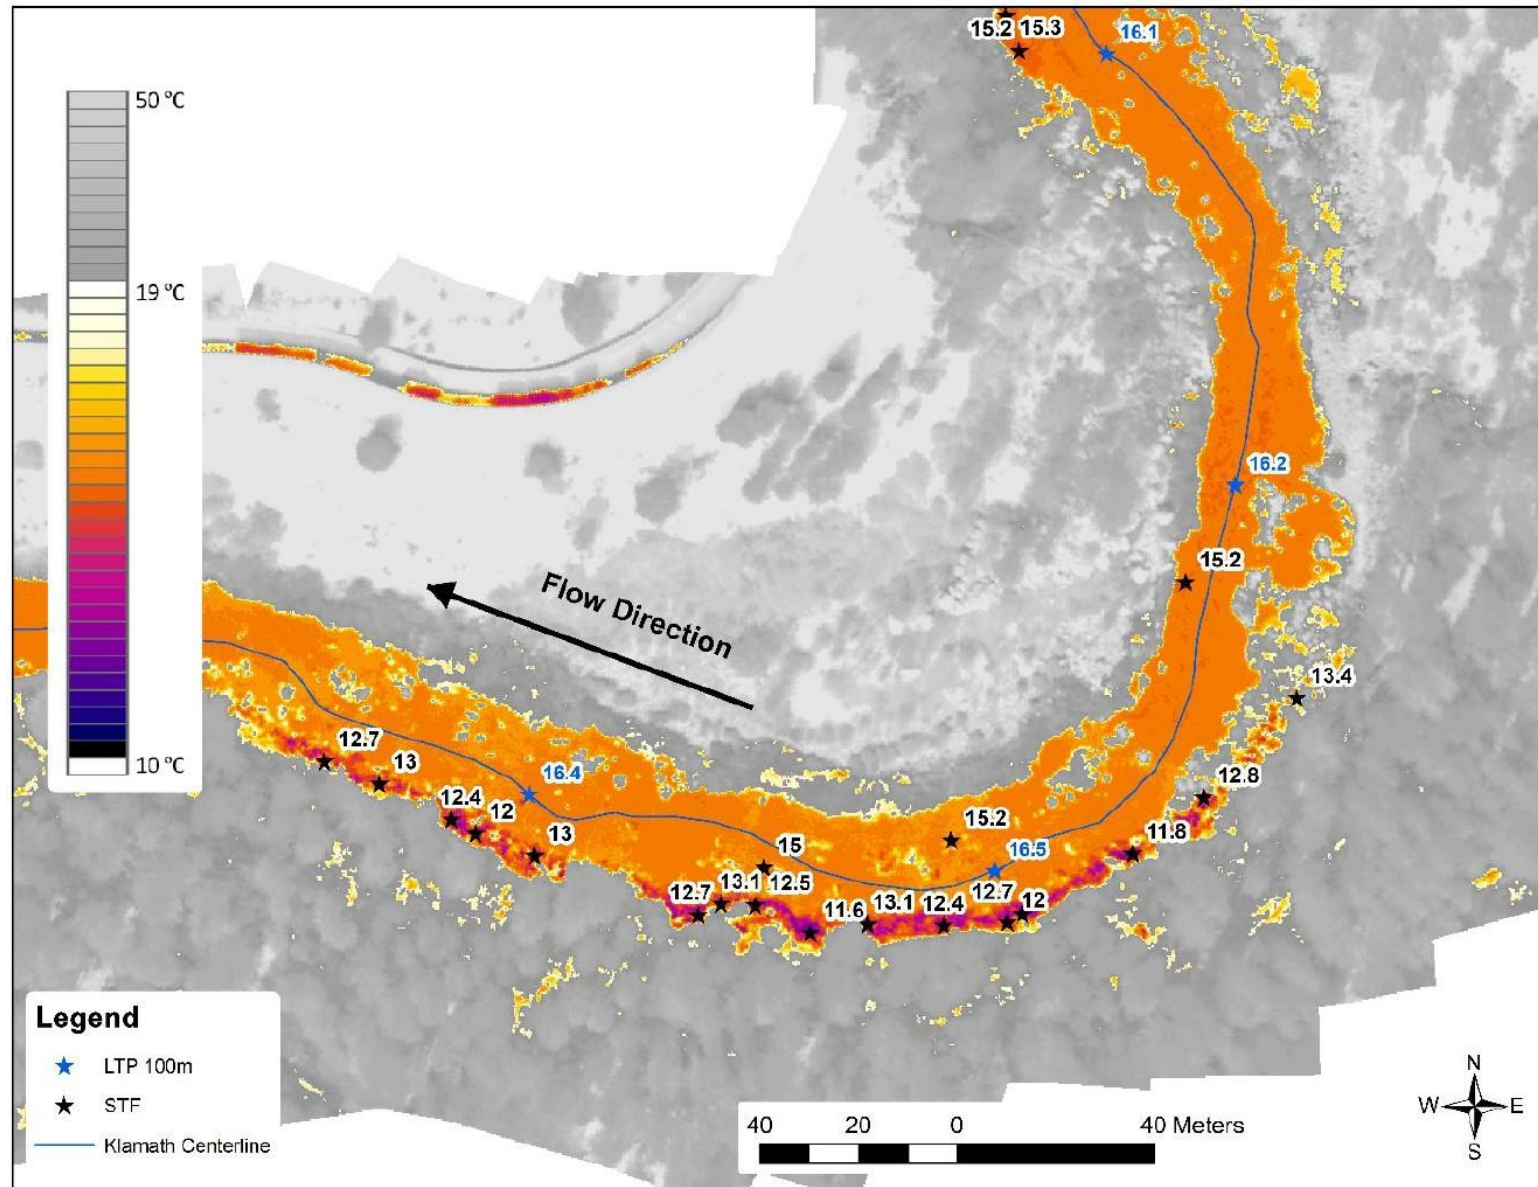 15.2 15.3
16.1
50 °C
19 °C
16.2
Flow Direction
15.2
13.4
12.7
13
16.4
12.8
12.4
12
13
15
15.2
16.5
11.8
12.7
13.1
12.5
11.6
13.1
12.4
12.7
12
10 °C
Legend
LTP 100m
STF
Klamath Centerline
40 20 0 40 Meters
N
W E
S